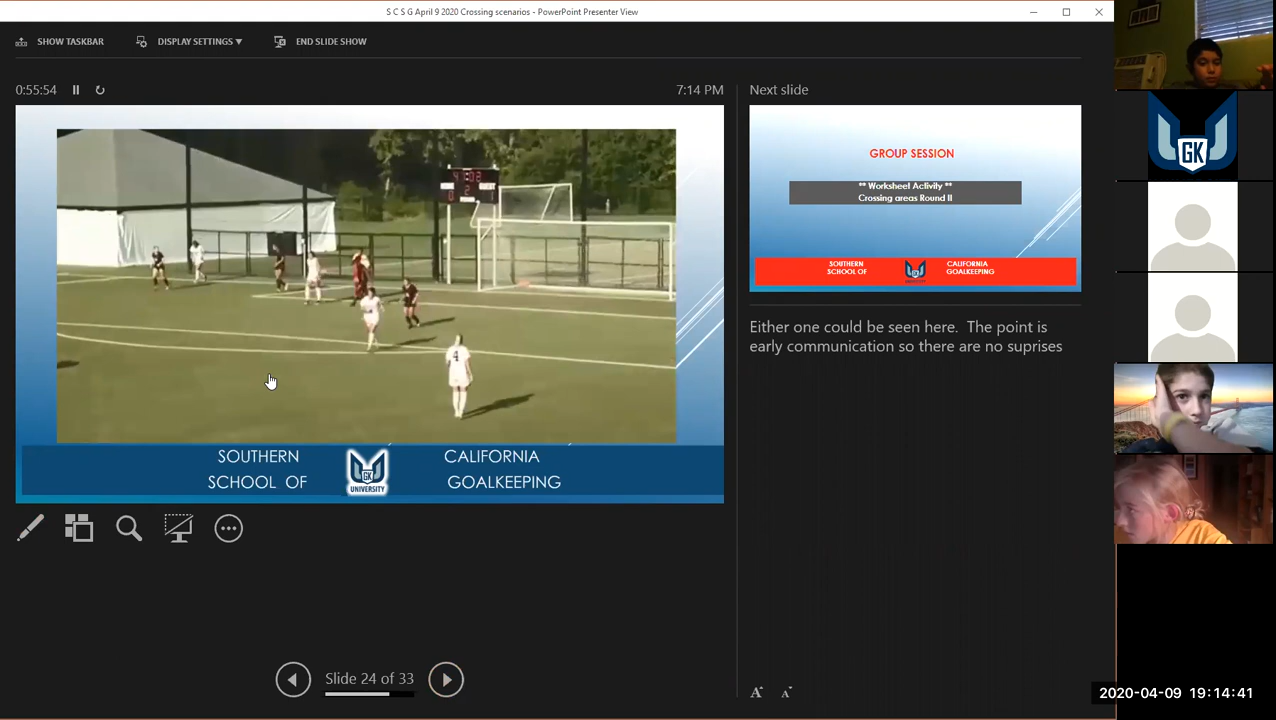 S C S G April 9 2020 Crossing scenarios - PowerPoint Presenter View
SHOW TASKBAR
DISPLAY SETTINGS
END SLIDE SHOW
0:55:54
7:14 PM
4
SOUTHERN CALIFORNIA
SCHOOL OF GOALKEEPING
GK
UNIVERSITY
Slide 24 of 33
Next slide
GROUP SESSION
** Worksheet Activity **
Crossing areas Round II
SOUTHERN CALIFORNIA
SCHOOL OF GOALKEEPING
Either one could be seen here. The point is
early communication so there are no suprises
A A
GK
2020-04-09 19:14:41